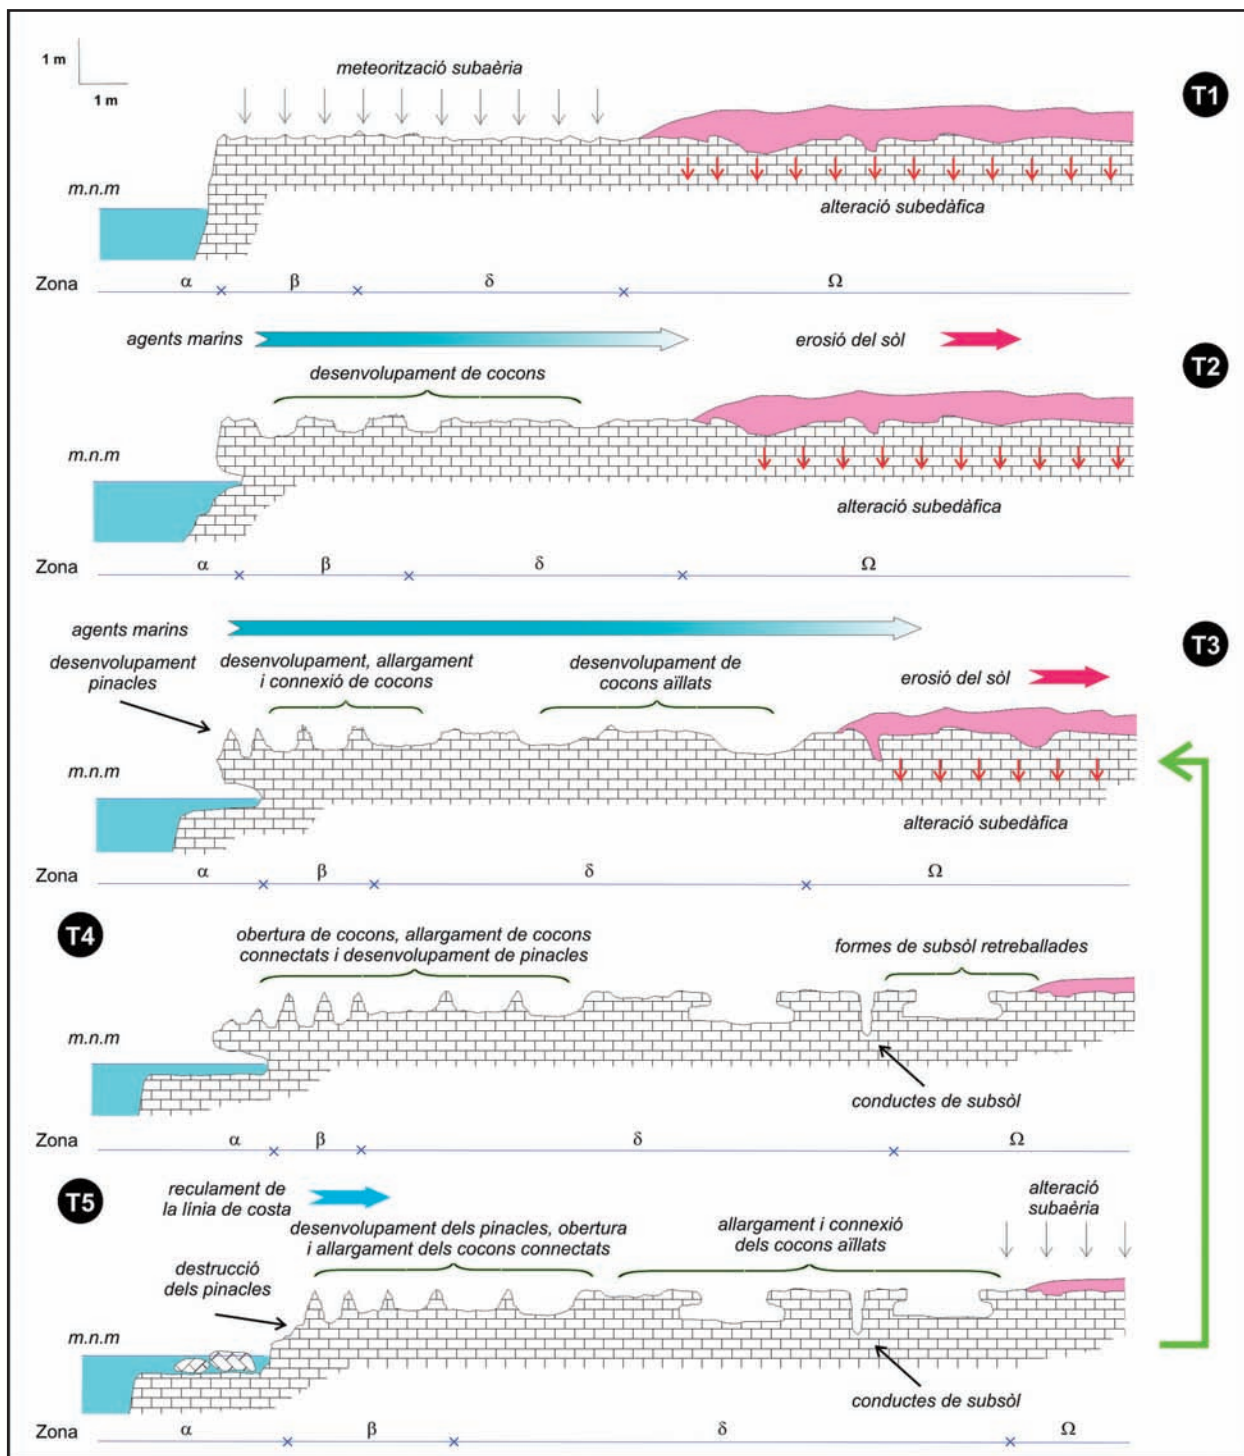 1 m
1 m
meteorització subaèria
T1
m.n.m
alteració subedàfica
Zona α β δ Ω
agents marins
erosió del sòl
T2
desenvolupament de cocons
m.n.m
alteració subedàfica
Zona α β δ Ω
agents marins
T3
desenvolupament
pinacles
desenvolupament, allargament
i connexió de cocons
desenvolupament de
cocons aïllats
erosió del sòl
m.n.m
alteració subedàfica
Zona α β δ Ω
T4
obertura de cocons, allargament de cocons
connectats i desenvolupament de pinacles
formes de subsòl retreballades
m.n.m
conductes de subsòl
Zona α β δ Ω
T5
reculament de
la línia de costa
alteració
subaèria
desenvolupament dels pinacles, obertura
i allargament dels cocons connectats
allargament i connexió
dels cocons aïllats
destrucció
dels pinacles
m.n.m
conductes de subsòl
Zona α β δ Ω